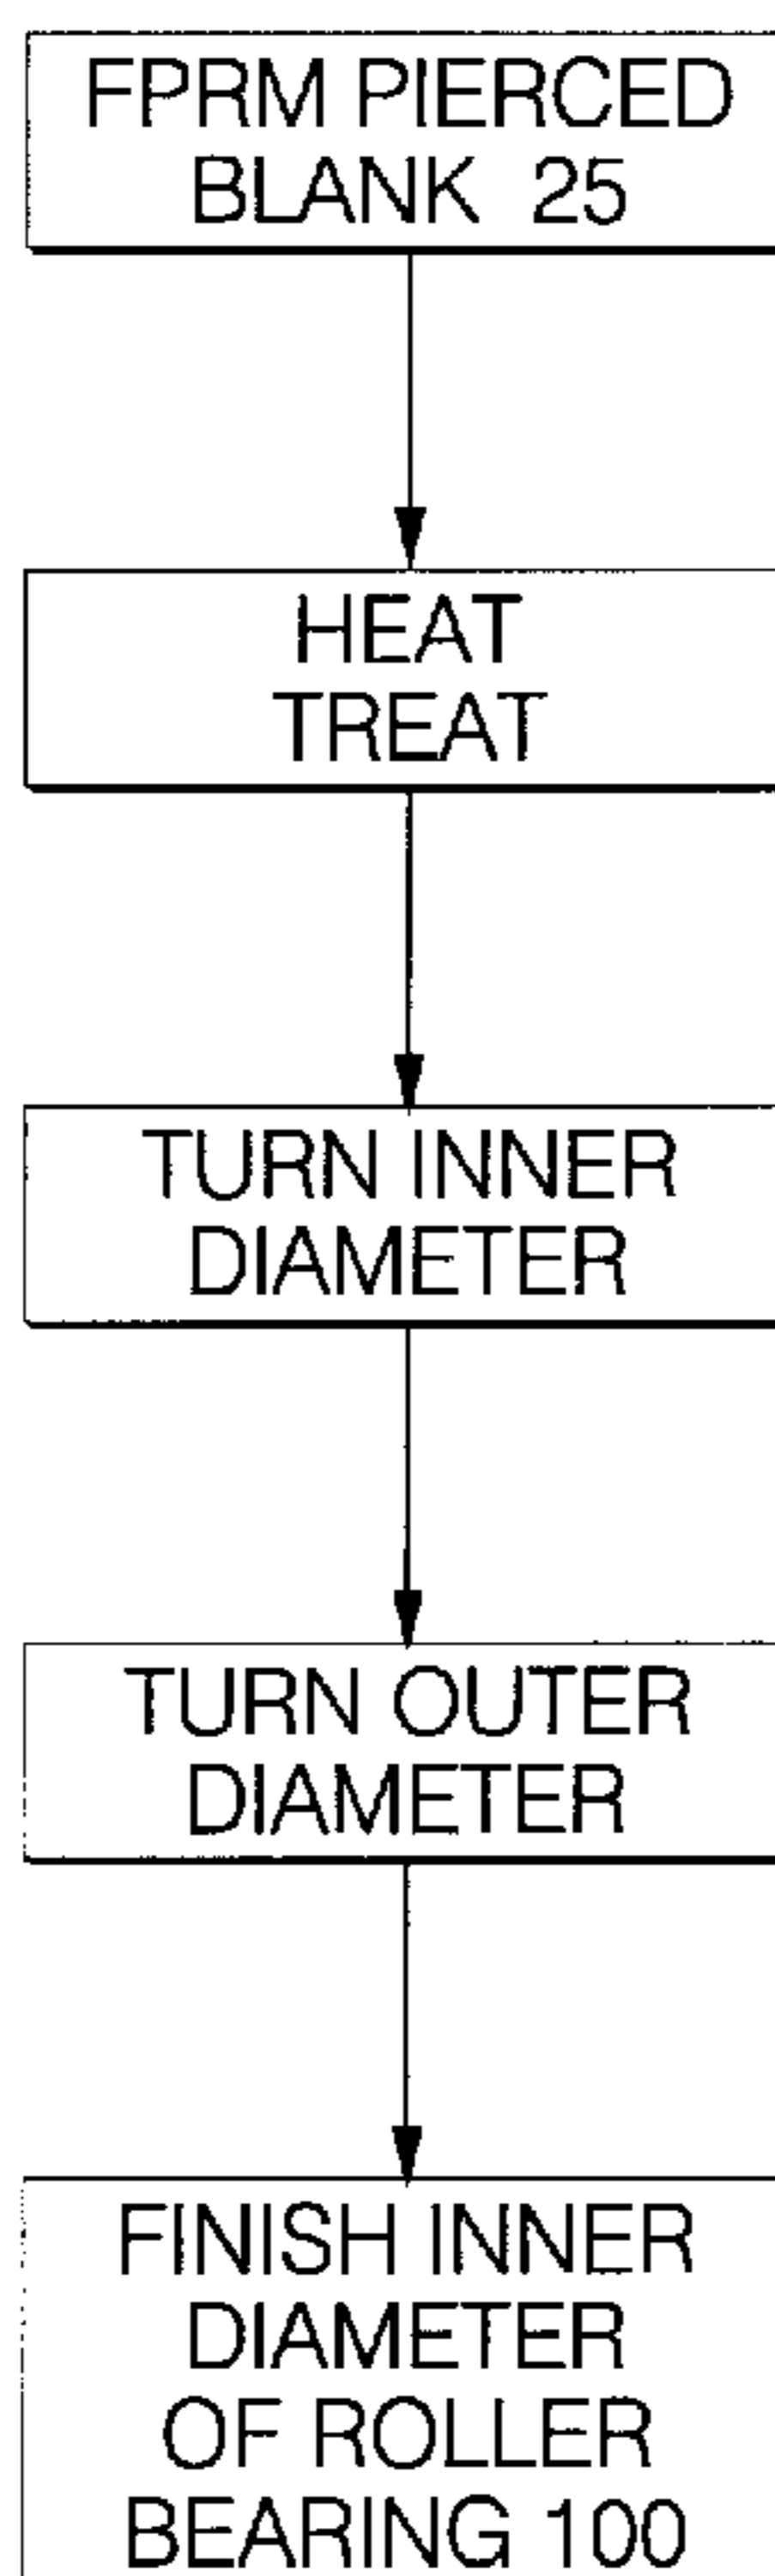 FPRM PIERCED
BLANK 25
HEAT
TREAT
TURN INNER
DIAMETER
TURN OUTER
DIAMETER
FINISH INNER
DIAMETER
OF ROLLER
BEARING 100